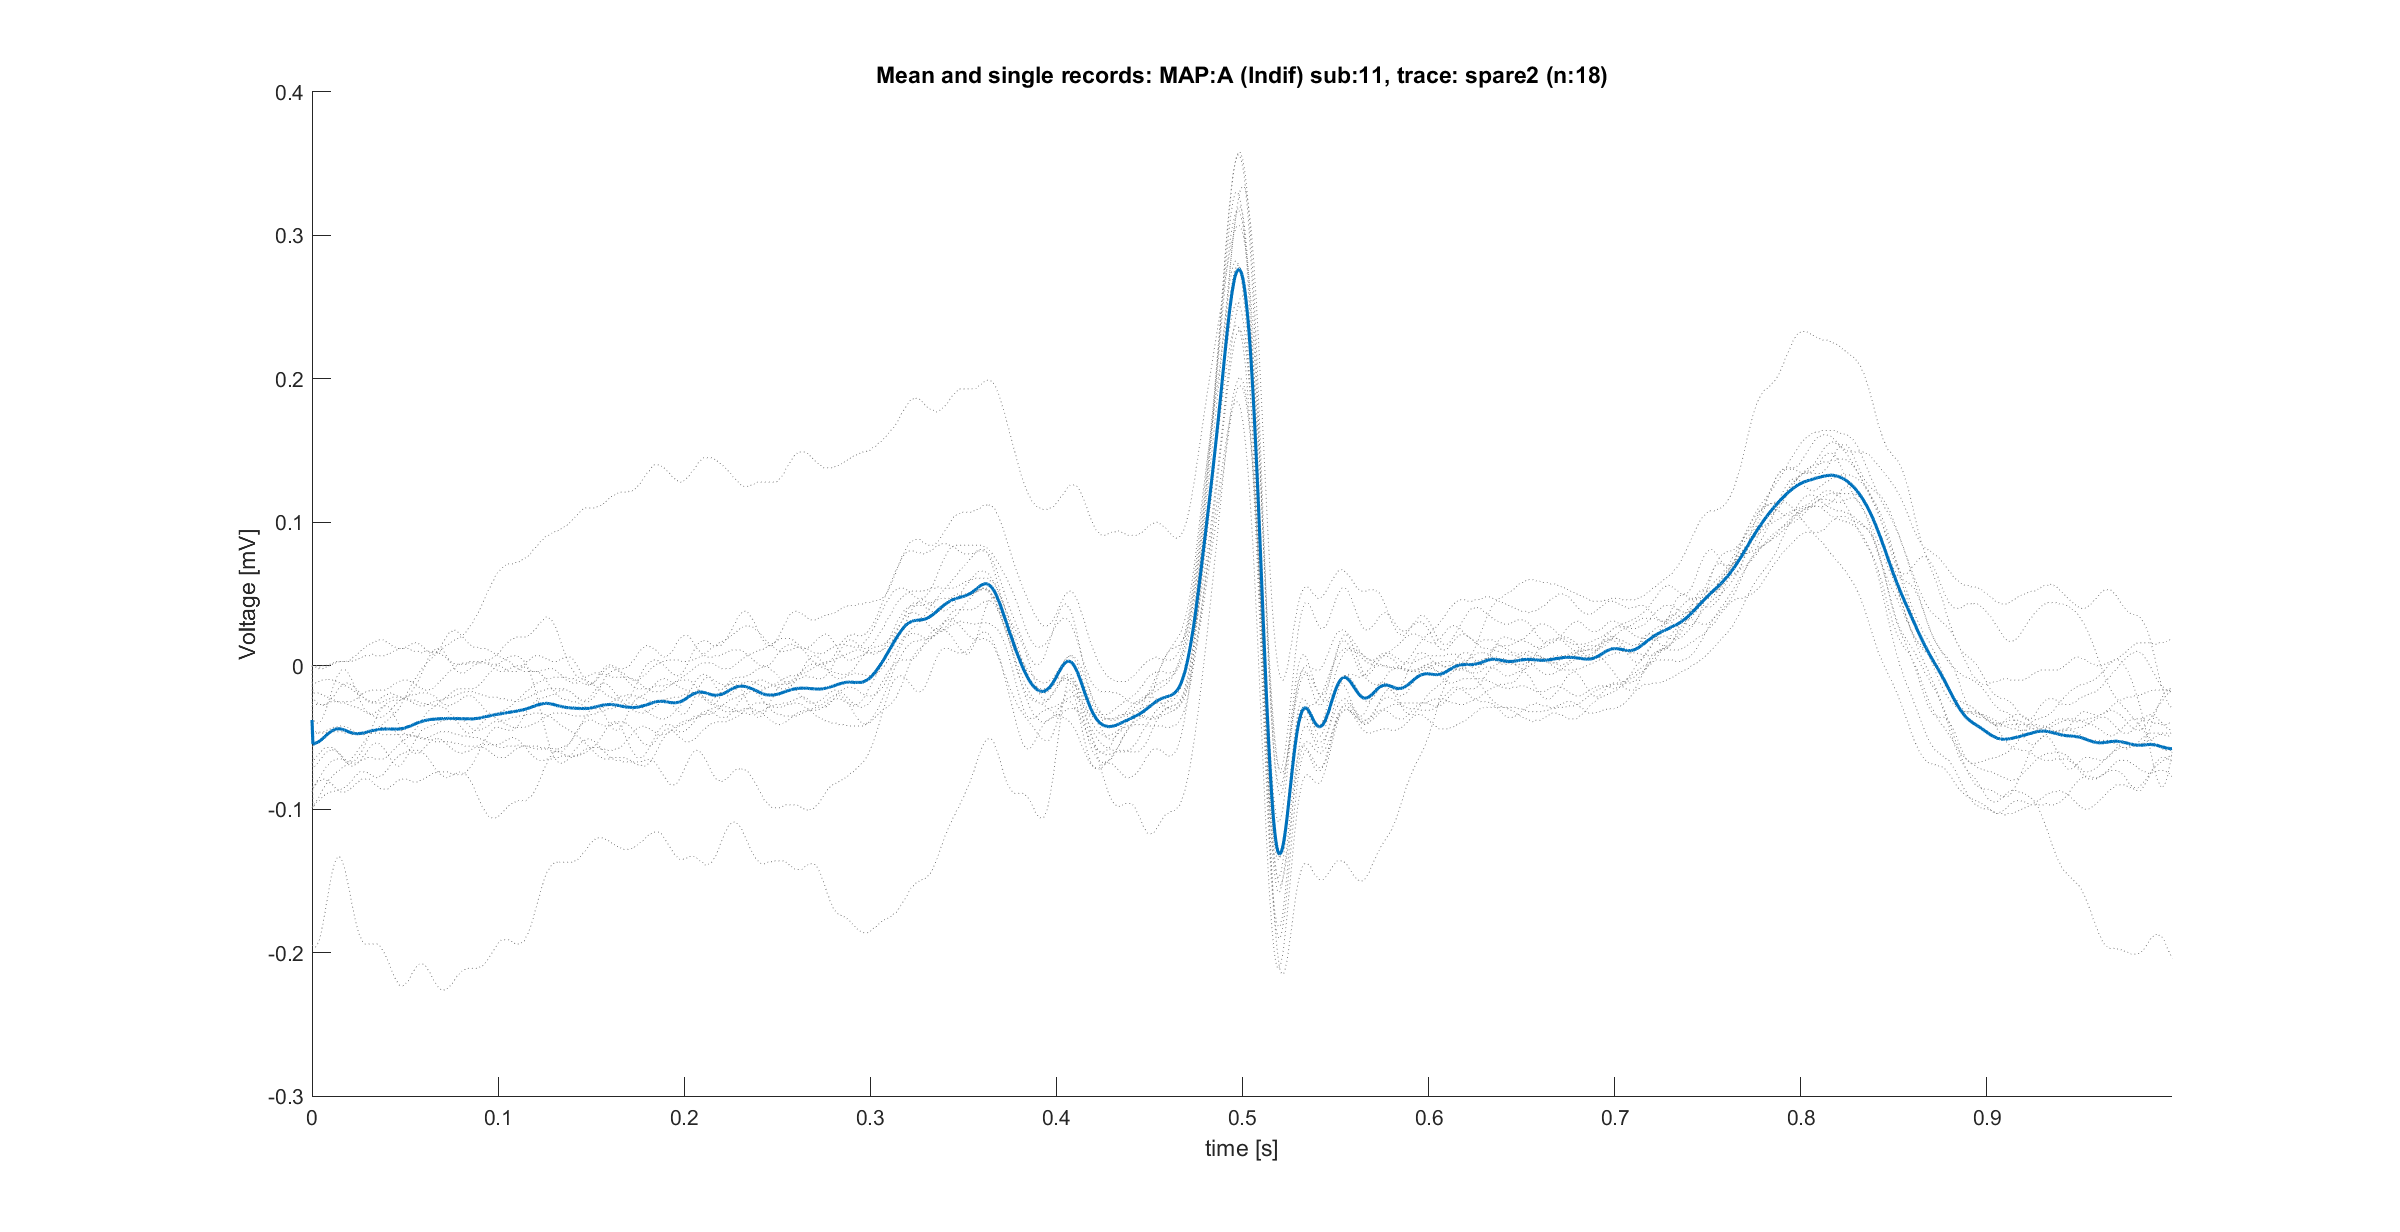 Mean and single records: MAP:A (Indif) sub:11, trace: spare2 (n:18)
0.4
0.3
0.2
0.1
0
-0.1
-0.2
-0.3
Voltage [mV]
0 0.1 0.2 0.3 0.4 0.5 0.6 0.7 0.8 0.9
time [s]